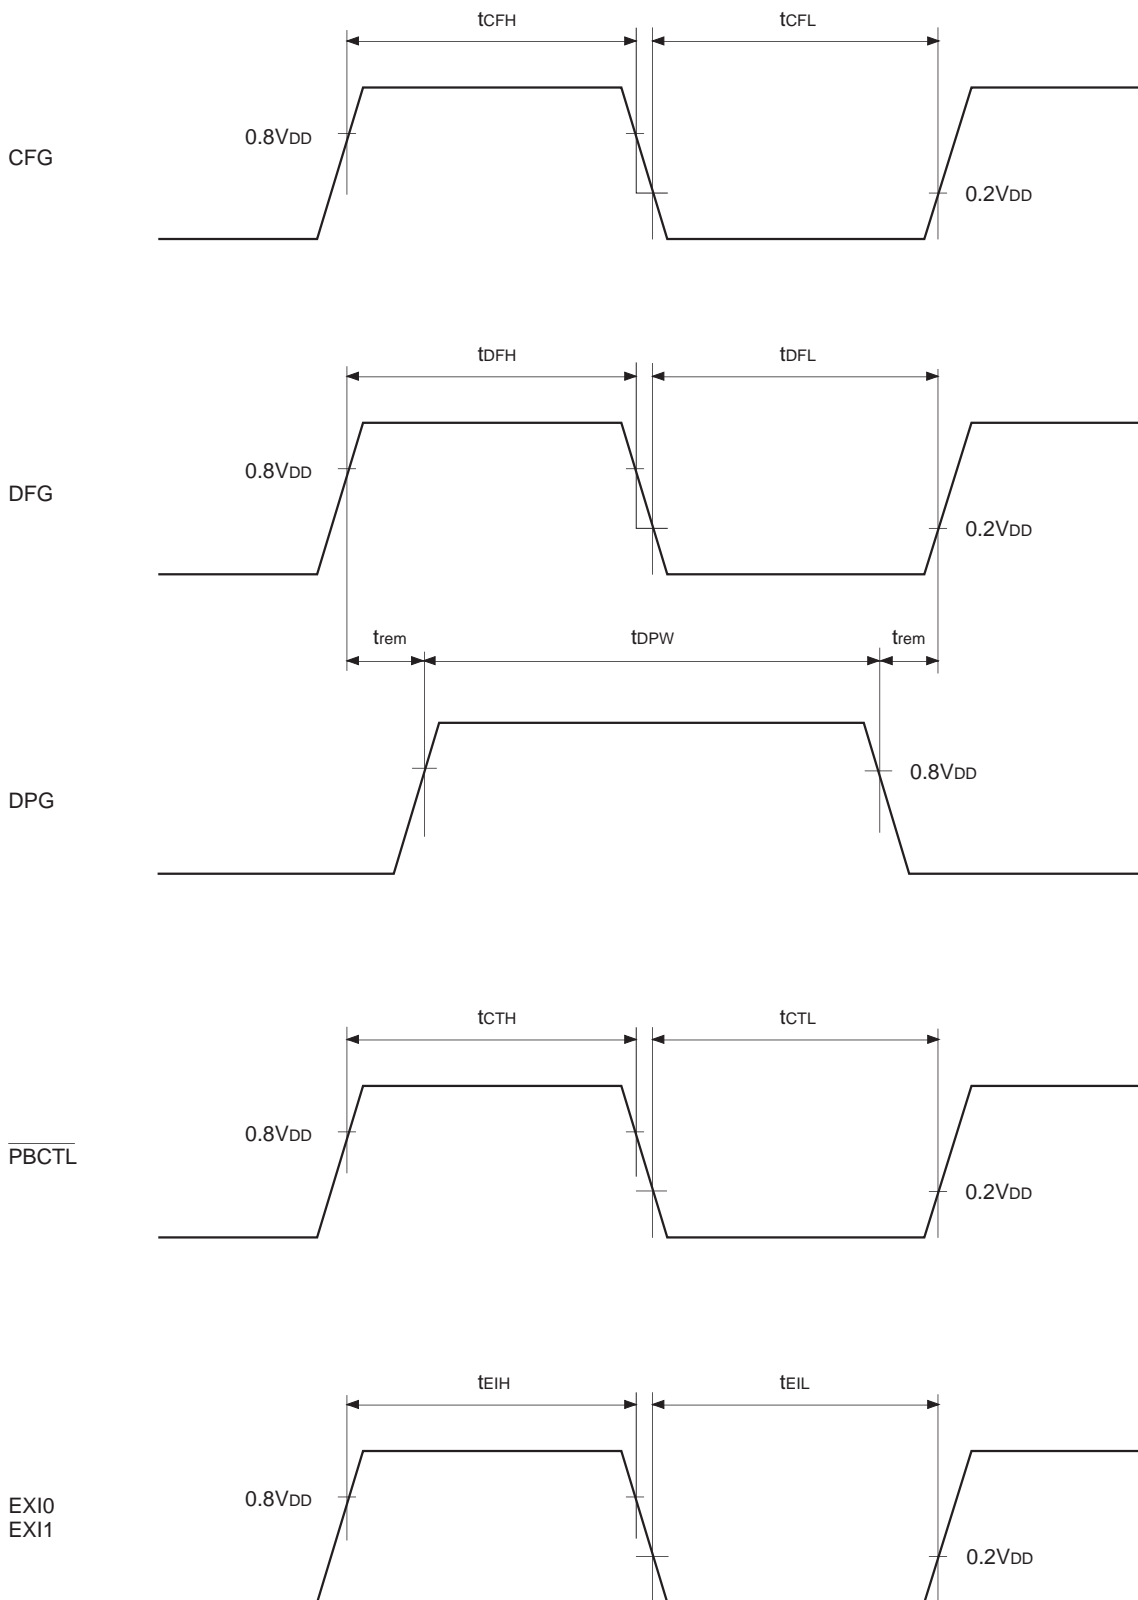 tCFH tCFL
0.8VDD
CFG
0.2VDD
tDFH tDFL
0.8VDD
DFG
0.2VDD
trem tDPW trem
0.8VDD
DPG
tCTH tCTL
0.8VDD
PBCTL
0.2VDD
tEIH tEIL
0.8VDD
EXI0
EXI1
0.2VDD